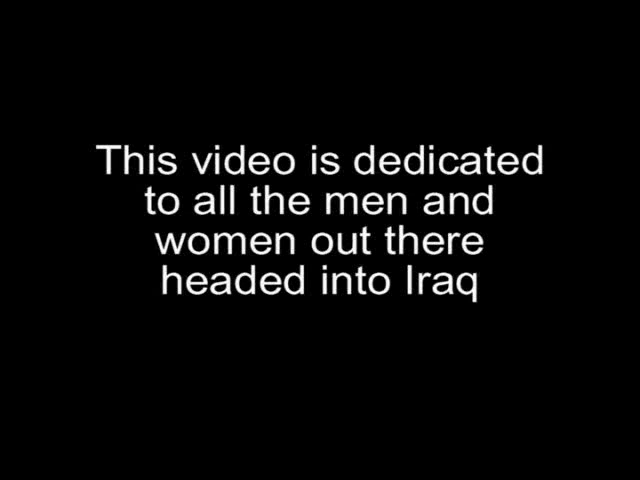 This video is dedicated
to all the men and
women out there
headed into Iraq